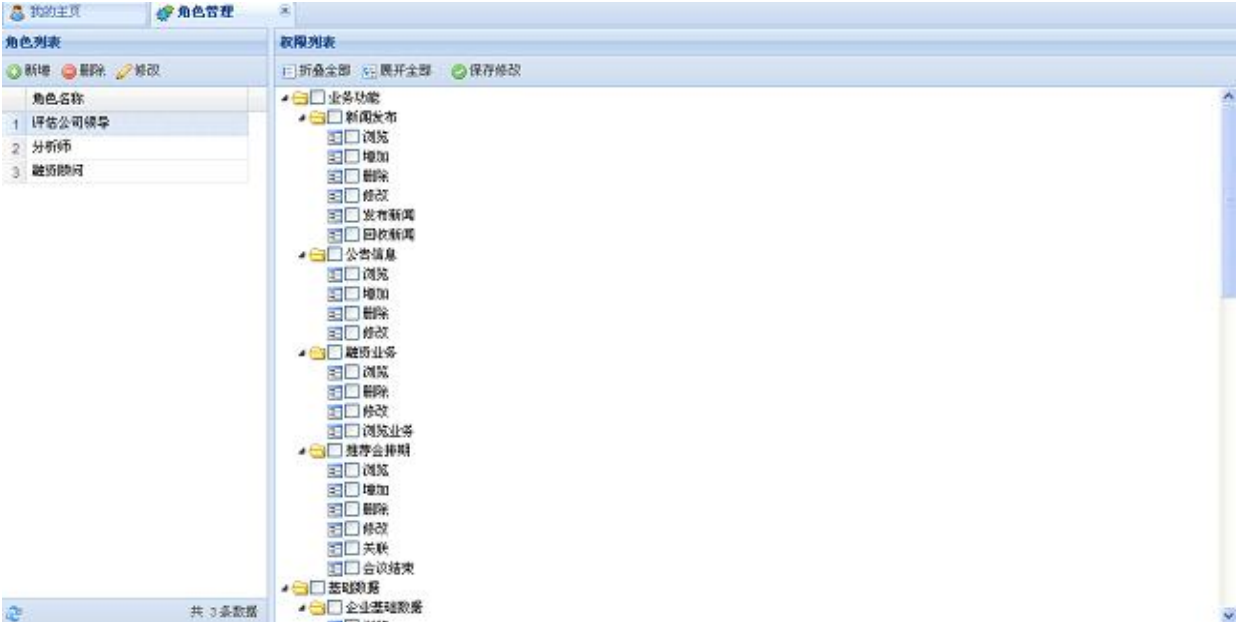 我的主页 角色管理
角色列表
新增 删除 修改
角色名称
1 评估公司领导
2 分析师
3 融资顾问
共 3 条数据
权限列表
折叠全部 展开全部 保存修改
业务功能
新闻发布
浏览
增加
删除
修改
发布新闻
回收新闻
公告信息
浏览
增加
删除
修改
融资业务
浏览
删除
修改
浏览业务
推荐会排期
浏览
增加
删除
修改
关联
会议结束
基础数据
企业基础数据